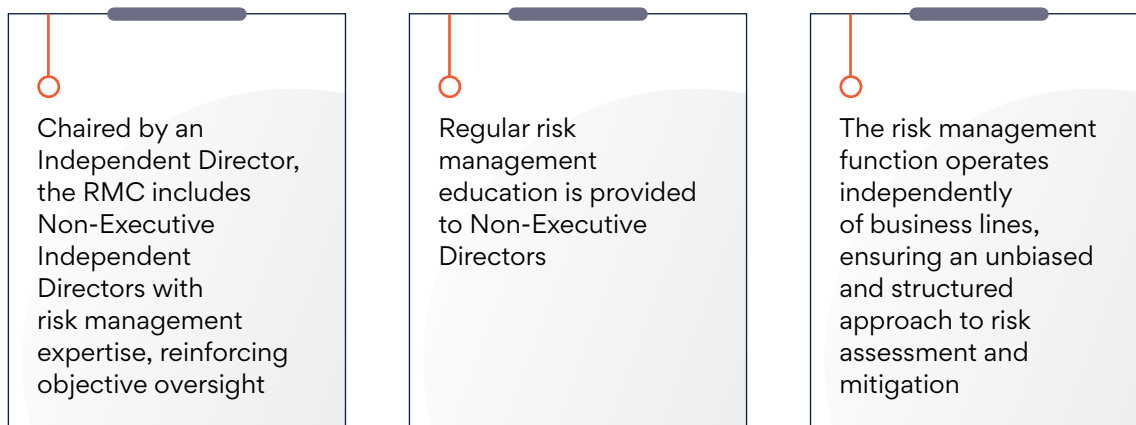 Chaired by an
Independent Director,
the RMC includes
Non-Executive
Independent
Directors with
risk management
expertise, reinforcing
objective oversight
Regular risk
management
education is provided
to Non-Executive
Directors
The risk management
function operates
independently
of business lines,
ensuring an unbiased
and structured
approach to risk
assessment and
mitigation